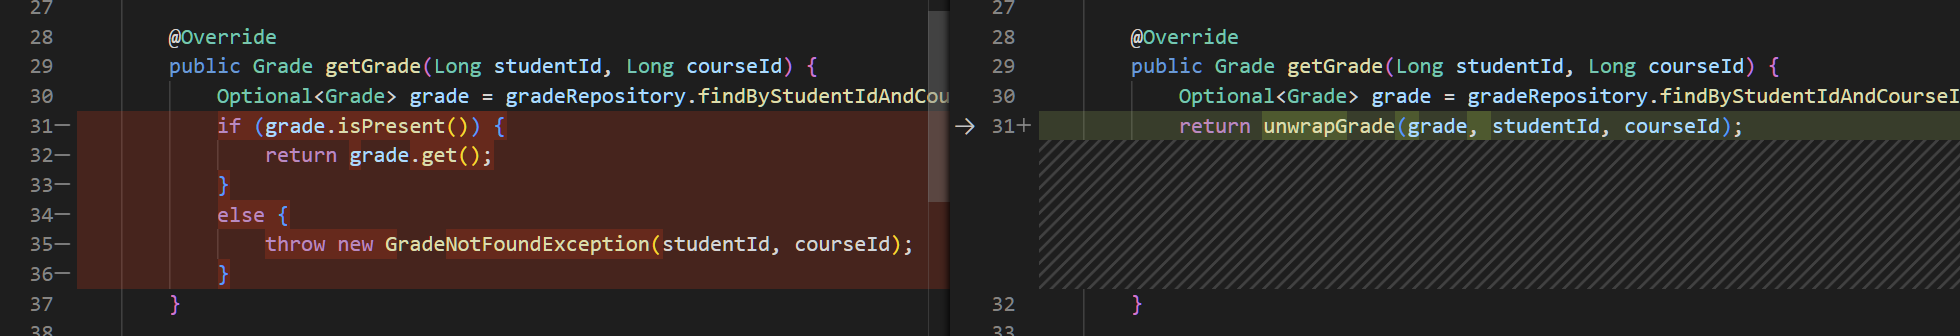 27
28 @Override
29 public Grade getGrade(Long studentId, Long courseId) {
30 Optional<Grade> grade = gradeRepository.findByStudentIdAndCou
31— if (grade.isPresent()) {
32— return grade.get();
33— }
34— else {
35— throw new GradeNotFoundException(studentId, courseId);
36— }
37 }
38
27
28 @Override
29 public Grade getGrade(Long studentId, Long courseId) {
30 Optional<Grade> grade = gradeRepository.findByStudentIdAndCourseI
31+ return unwrapGrade(grade, studentId, courseId);
32 }
33